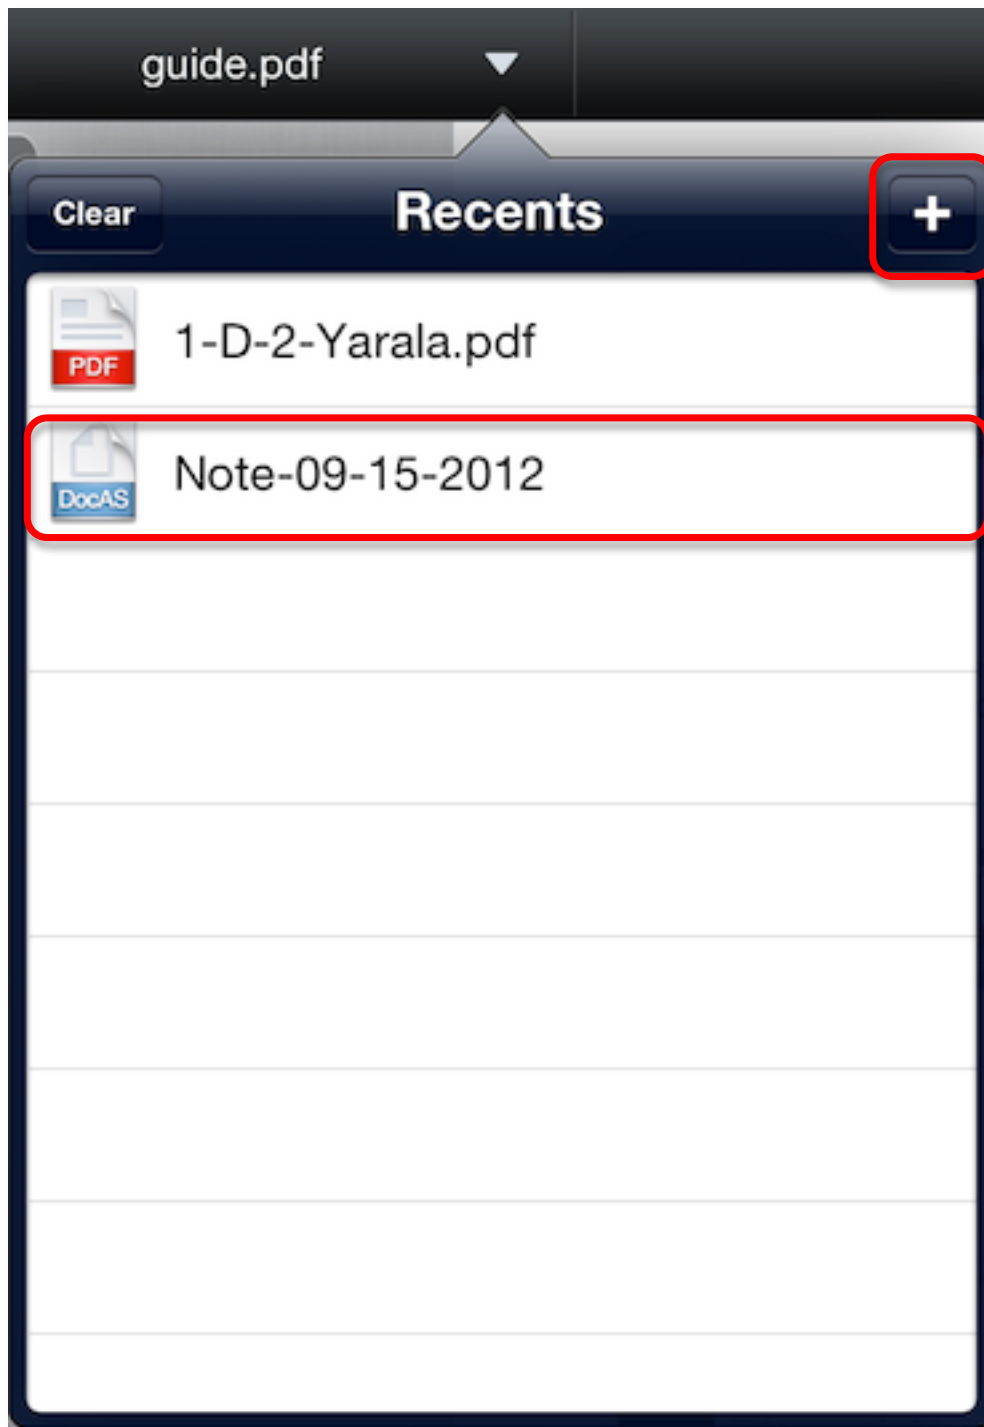 guide.pdf
Clear
Recents
+
PDF
1-D-2-Yarala.pdf
DocAS
Note-09-15-2012